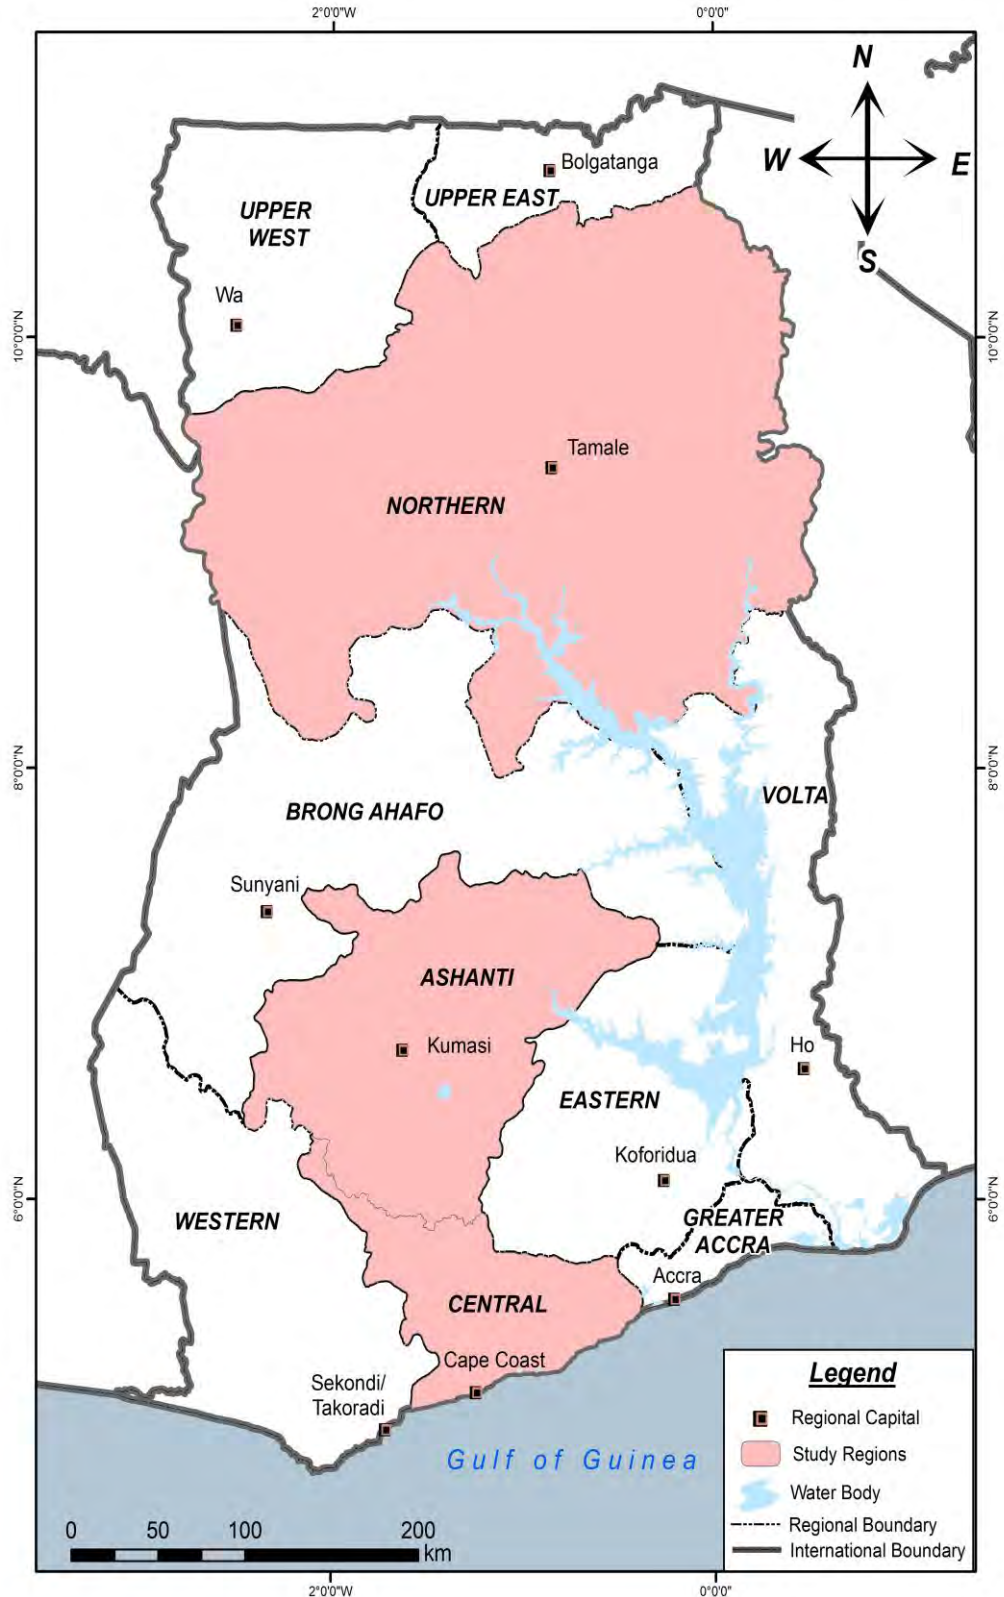 2°0'0"W
0°0'0"
N
W
E
S
Bolgatanga
UPPER EAST
UPPER
WEST
Wa
10°0'0"N
10°0'0"N
Tamale
NORTHERN
8°0'0"N
8°0'0"N
VOLTA
BRONG AHAFO
Sunyani
ASHANTI
Kumasi
Ho
EASTERN
Koforidua
6°0'0"N
6°0'0"N
WESTERN
GREATER
ACCRA
Accra
CENTRAL
Cape Coast
Sekondi/
Takoradi
Gulf of Guinea
Legend
Regional Capital
Study Regions
Water Body
Regional Boundary
International Boundary
0 50 100 200
km
2°0'0"W
0°0'0"